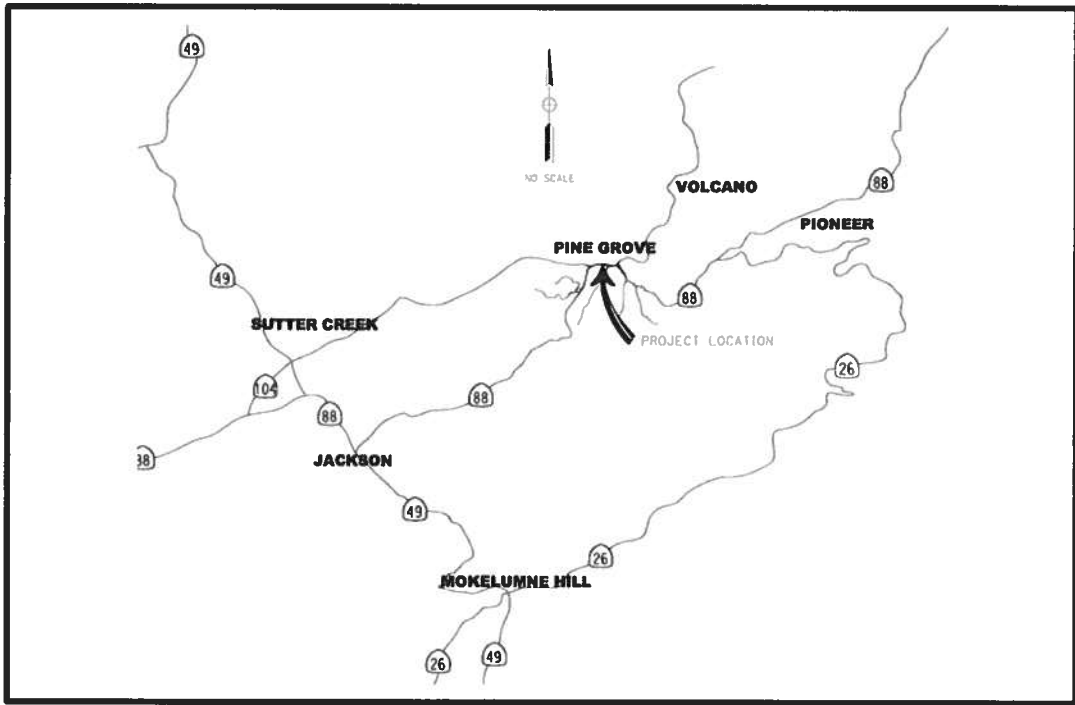 49
NO SCALE
VOLCANO
88
PIONEER
PINE GROVE
49
88
SUTTER CREEK
PROJECT LOCATION
26
104
88
88
JACKSON
88
49
26
MOKELUMNE HILL
26
49